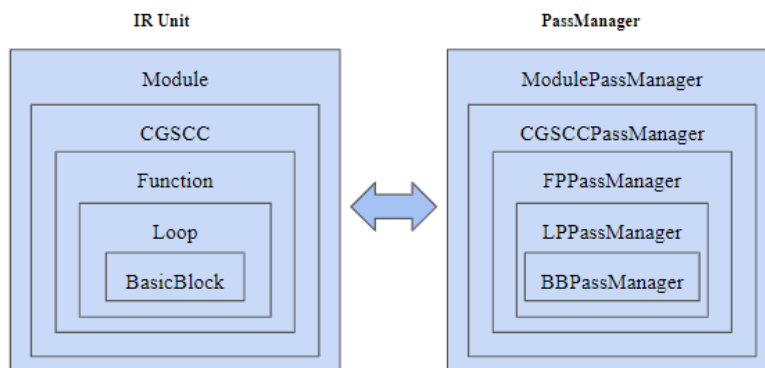 IR Unit
Module
CGSCC
Function
Loop
BasicBlock
PassManager
ModulePassManager
CGSCCPassManager
FPPassManager
LPPassManager
BBPassManager